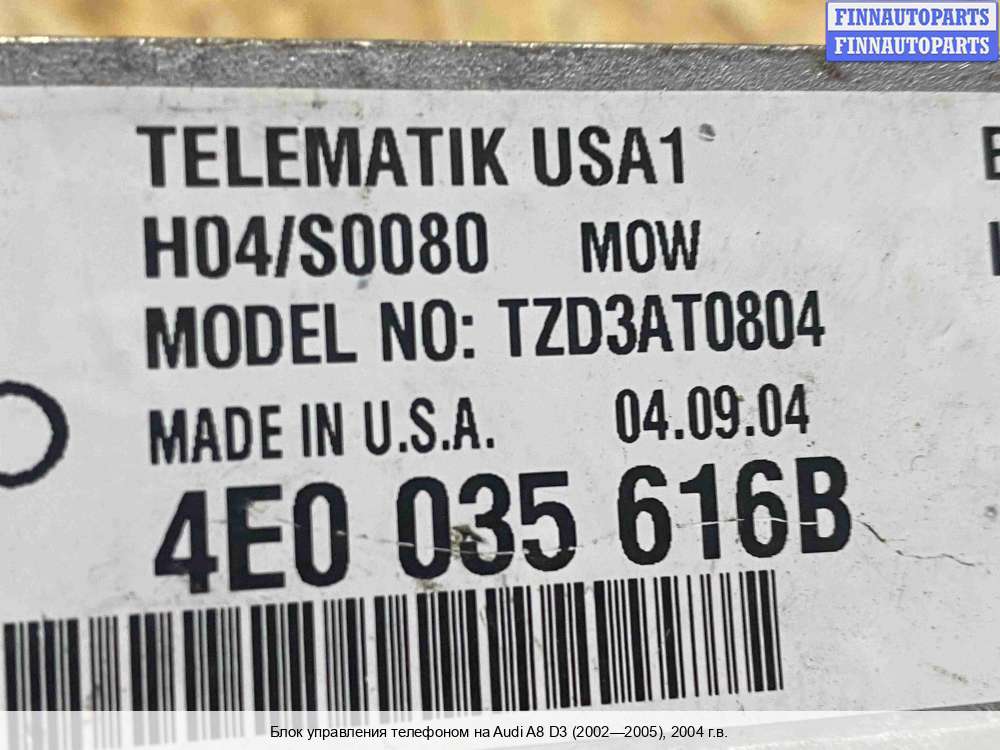 FINNAUTOPARTS
FINNAUTOPARTS
TELEMATIK USA1
H04/S0080 MOW
MODEL NO: TZD3AT0804
MADE IN U.S.A. 04.09.04
4E0 035 616B
Блок управления телефоном на Audi A8 D3 (2002—2005), 2004 г.в.